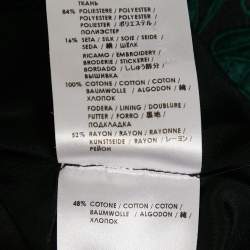 ТКАНЬ
84% POLIESTERE / POLYESTER /
POLYESTER / POLYESTER /
POLIESTER / ポリエステル /
ПОЛИЭСТЕР
16% SETA / SILK / SOIE / SEIDE
SEDA / 絹 / ШЕЛК
RICAMO / EMBROIDERY /
BRODERIE / STICKEREI /
BORDADO / ししゅう部分 /
ВЫШИВКА
100% COTONE / COTTON / COTON /
BAUMWOLLE / ALGODON / 綿 /
ХЛОПОК
FODERA / LINING / DOUBLURE /
FUTTER / FORRO / 裏地 /
ПОДКЛАДКА
52% RAYON / RAYON / RAYONNE /
KUNSTSEIDE / RAYON / レーヨン /
РЕЙОН
48% COTONE / COTTON / COTON /
BAUMWOLLE / ALGODON / 綿 /
ХЛОПОК